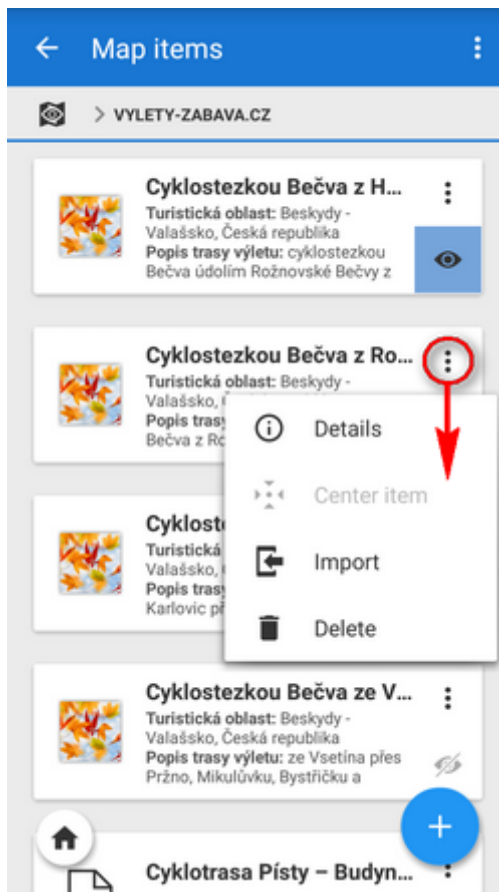 Map items
> VYLETY-ZABAVA.CZ
Cyklostezkou Bečva z H...
Turistická oblast: Beskydy -
Valašsko, Česká republika
Popis trasy výletu: cyklostezkou
Bečva údolím Rožnovské Bečvy z
Cyklostezkou Bečva z Ro...
Turistická oblast: Beskydy -
Valašsko,
Popis tras
Bečva z Ro
Details
Center item
Import
Delete
Cyklost
Turistická
Valašsko,
Popis tras
Karlovic př
Cyklostezkou Bečva ze V...
Turistická oblast: Beskydy -
Valašsko, Česká republika
Popis trasy výletu: ze Vsetína přes
Pržno, Mikulůvku, Bystřičku a
Cyklotrasa Písty – Budyn...